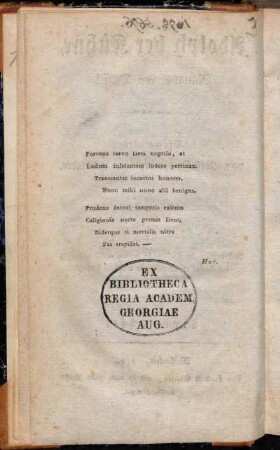 Fortuna saevo laeta negotio, et
Ludum insolentem ludere pertinax.
Transmutat incertos honores,
Nunc mihi nunc alii benigna.
Prudens futuri temporis exitum
Caliginosa nocte premit Deus,
Ridetque si mortalis ultra
Fas trepidat. —
Hor.
EX
BIBLIOTHECA
REGIA ACADEM.
GEORGIAE
AUG.